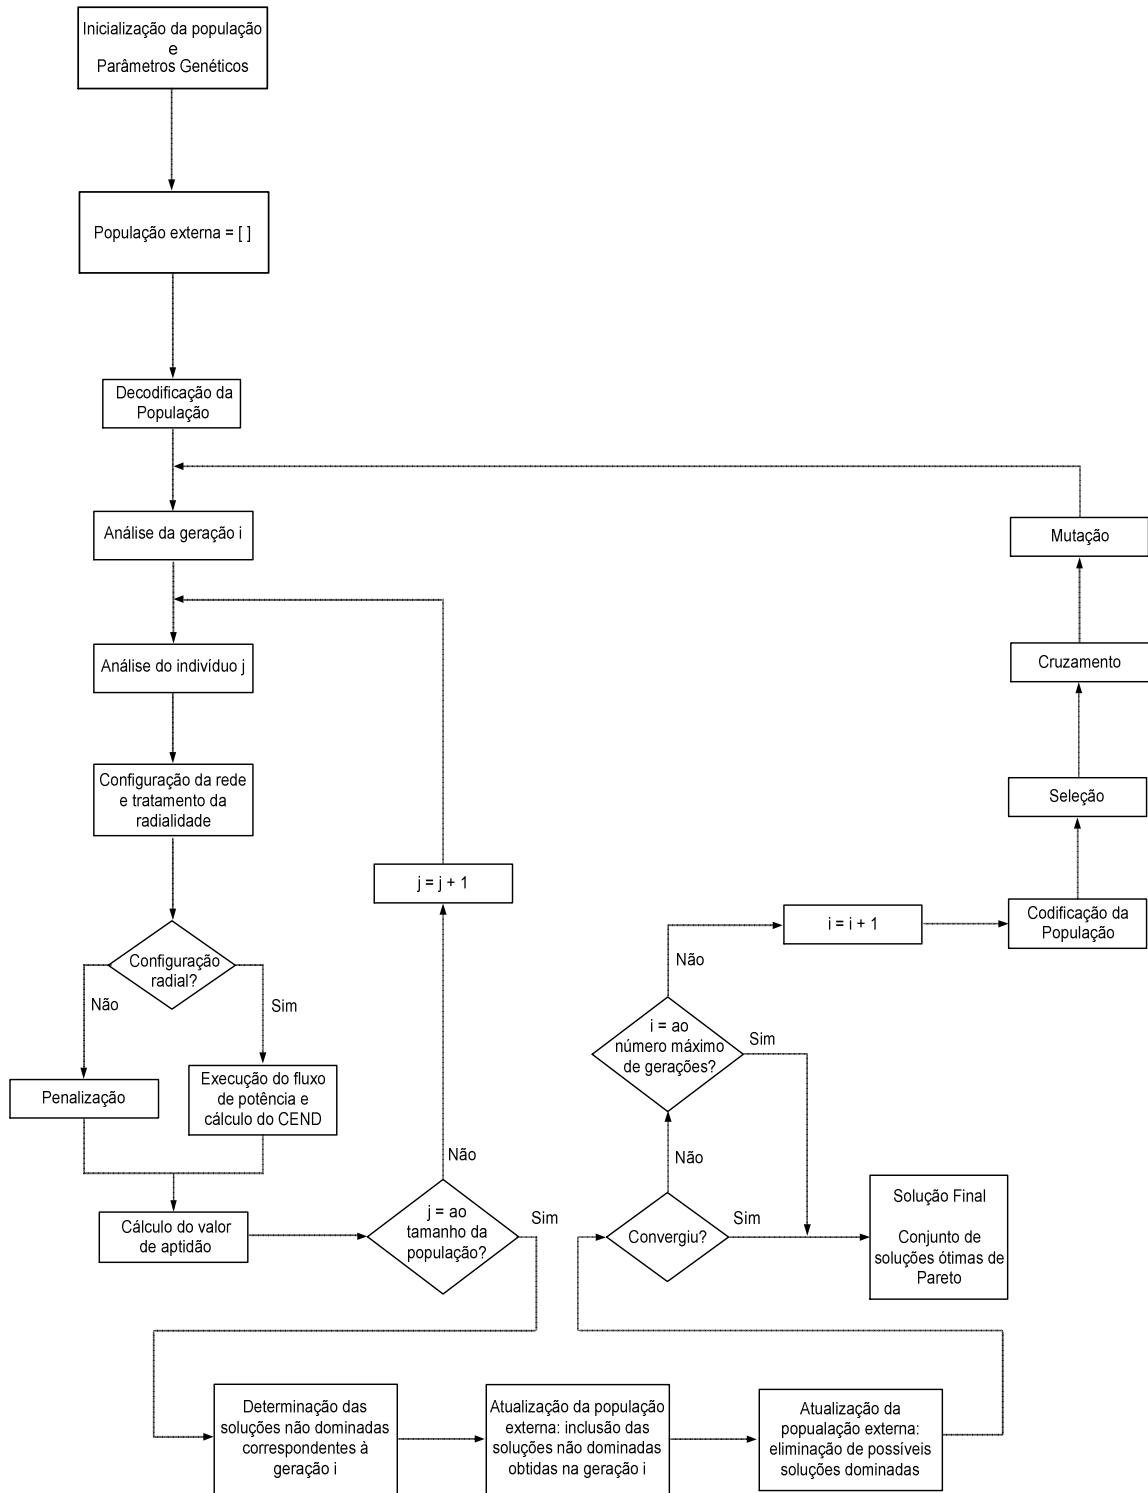 Inicialização da população
e
Parâmetros Genéticos
População externa = [ ]
Decodificação da
População
Análise da geração i
Análise do indivíduo j
Configuração da rede
e tratamento da
radialidade
Configuração
radial?
Não
Sim
Penalização
Execução do fluxo
de potência e
cálculo do CEND
Cálculo do valor
de aptidão
j = ao
tamanho da
população?
Não
j = j + 1
Sim
Determinação das
soluções não dominadas
correspondentes à
geração i
Atualização da população
externa: inclusão das
soluções não dominadas
obtidas na geração i
Atualização da
popualação externa:
eliminação de possíveis
soluções dominadas
Convergiu?
Sim
Não
i = ao
número máximo
de gerações?
Sim
Não
Solução Final
Conjunto de
soluções ótimas de
Pareto
i = i + 1
Codificação da
População
Seleção
Cruzamento
Mutação